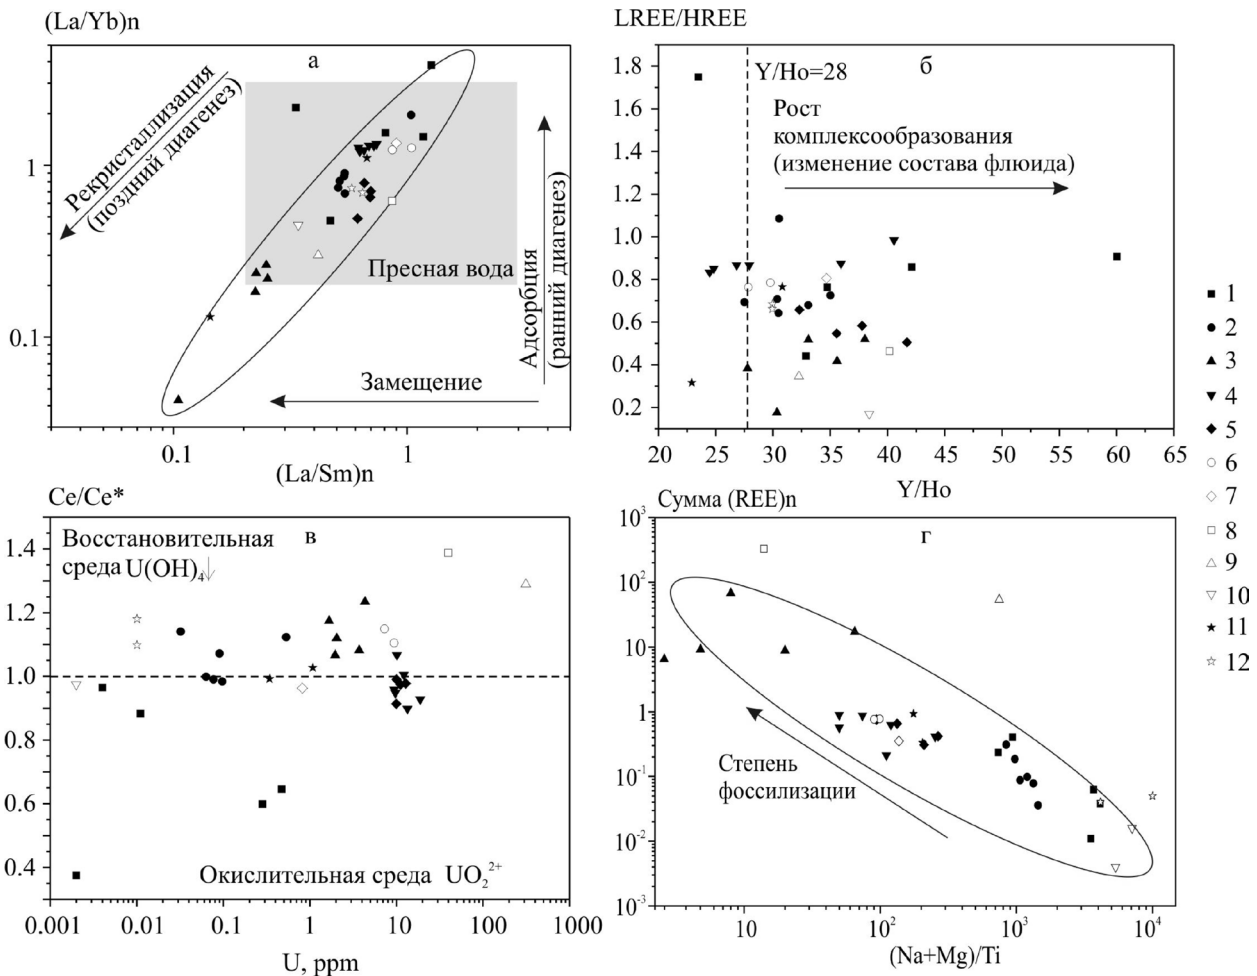 (La/Yb)n
а
Рекристаллизация
(поздний диагенез)
Пресная вода
Адсорбция
(ранний диагенез)
Замещение
1
0.1
0.1
1
(La/Sm)n
LREE/HREE
б
Y/Ho=28
Рост
комплексообразования
(изменение состава флюида)
1.8
1.6
1.4
1.2
1.0
0.8
0.6
0.4
0.2
20
25
30
35
40
45
50
55
60
65
Y/Ho
Ce/Ce*
в
Восстановительная
среда U(OH)₄
Окислительная среда UO₂²⁺
1.4
1.2
1.0
0.8
0.6
0.4
0.001
0.01
0.1
1
10
100
1000
U, ppm
Сумма (REE)n
г
Степень
фоссилизации
10³
10²
10
1
10⁻¹
10⁻²
10⁻³
10
10²
10³
10⁴
(Na+Mg)/Ti
1
2
3
4
5
6
7
8
9
10
11
12